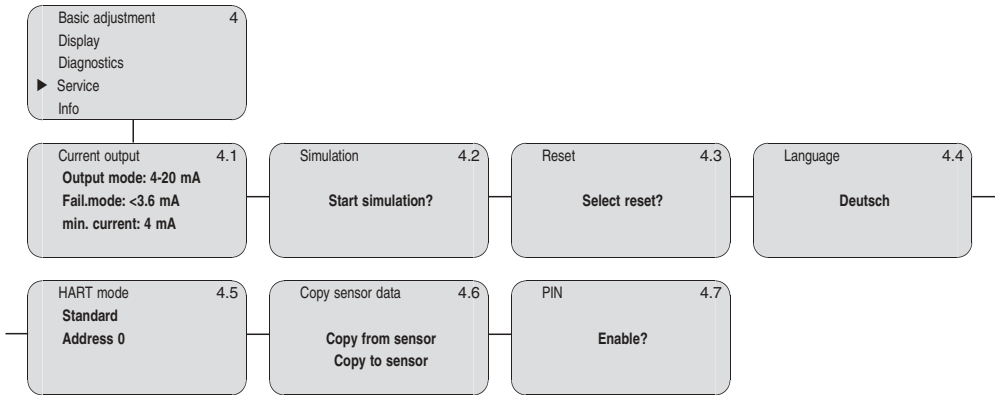 Basic adjustment 4
Display
Diagnostics
▶ Service
Info
Current output 4.1
Output mode: 4-20 mA
Fail.mode: <3.6 mA
min. current: 4 mA
Simulation 4.2
Start simulation?
Reset 4.3
Select reset?
Language 4.4
Deutsch
HART mode 4.5
Standard
Address 0
Copy sensor data 4.6
Copy from sensor
Copy to sensor
PIN 4.7
Enable?